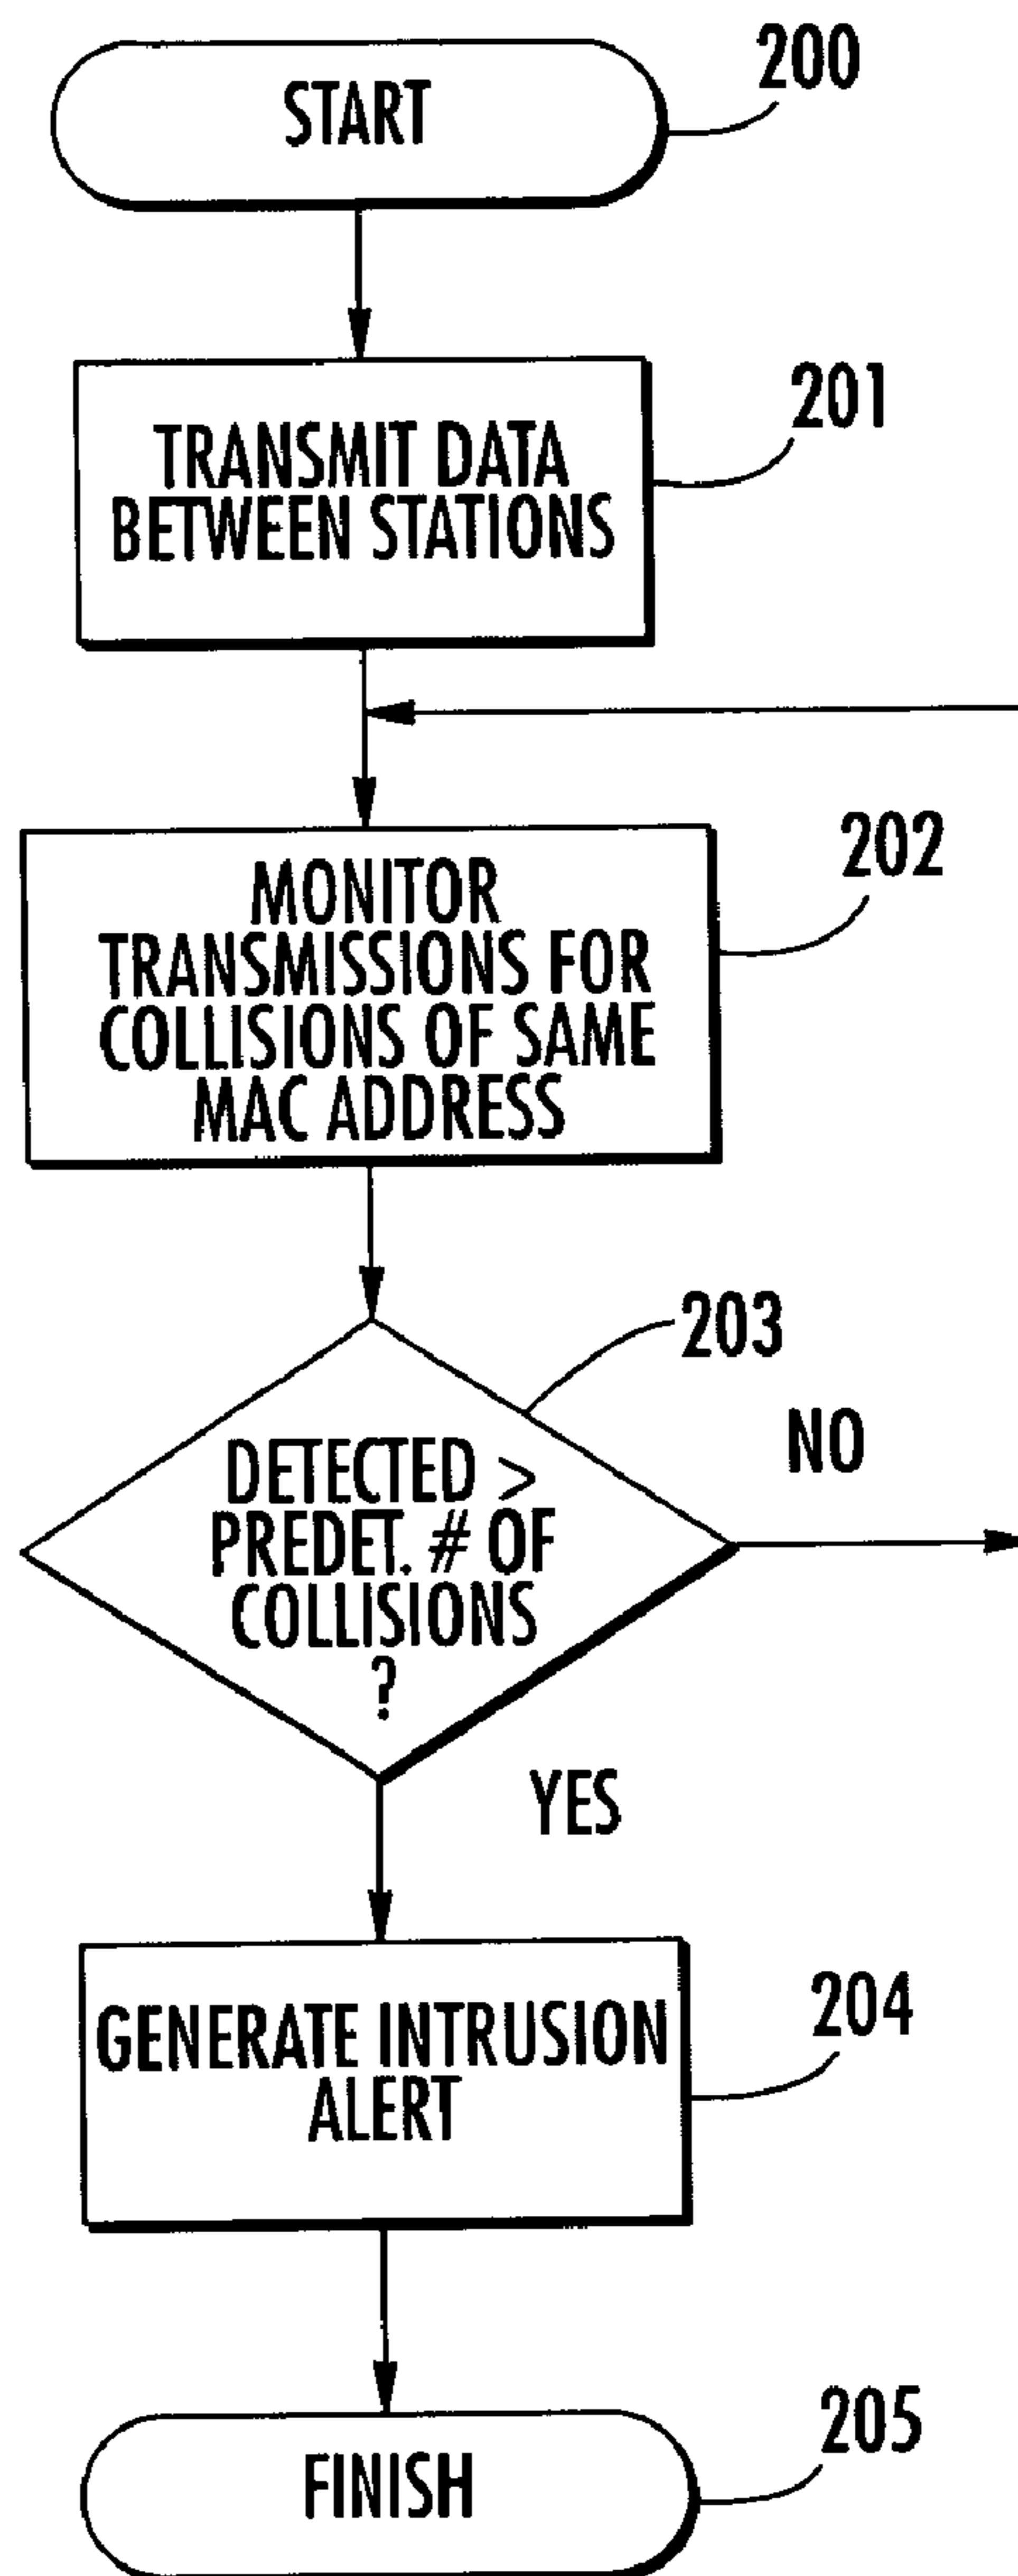 START
200
TRANSMIT DATA
BETWEEN STATIONS
201
MONITOR
TRANSMISSIONS FOR
COLLISIONS OF SAME
MAC ADDRESS
202
DETECTED >
PREDET. # OF
COLLISIONS
?
203
NO
YES
GENERATE INTRUSION
ALERT
204
FINISH
205